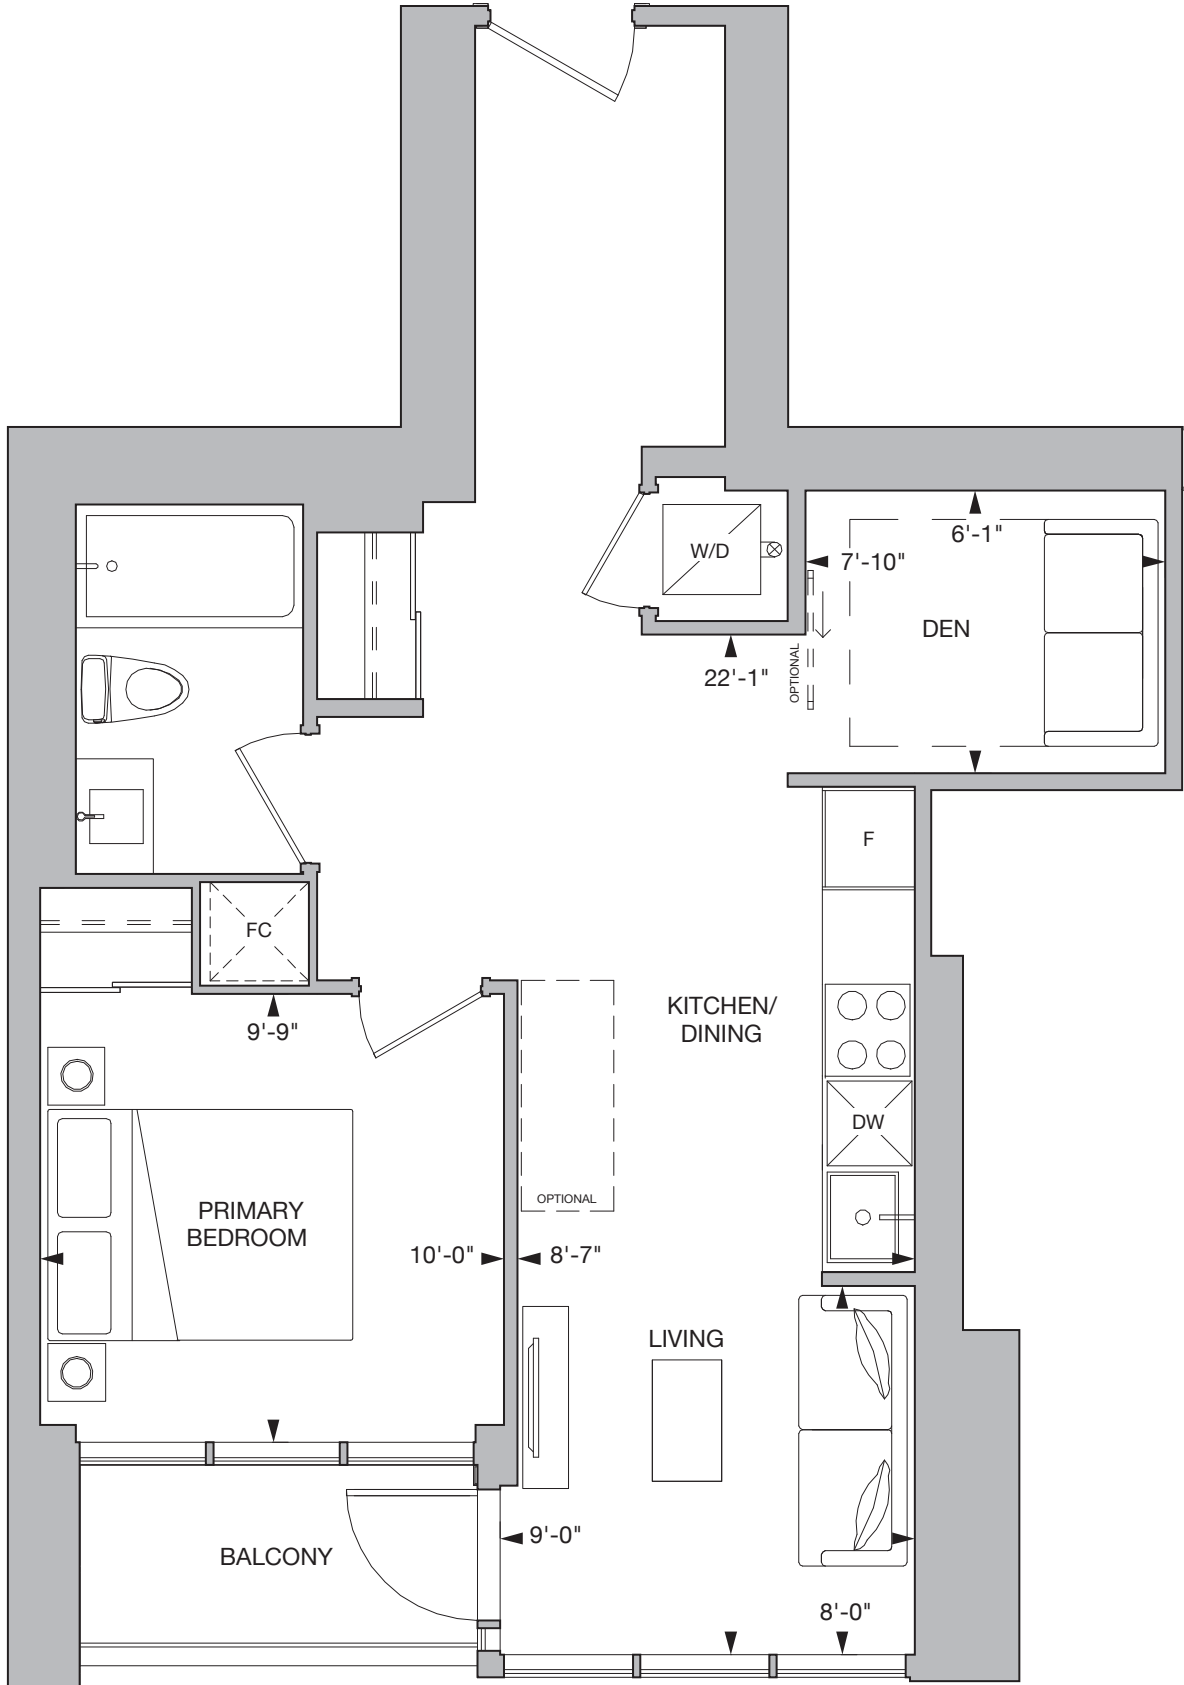 W/D
6'-1"
7'-10"
DEN
22'-1"
OPTIONAL
F
FC
9'-9"
KITCHEN/
DINING
DW
OPTIONAL
PRIMARY
BEDROOM
10'-0"
8'-7"
LIVING
9'-0"
BALCONY
8'-0"